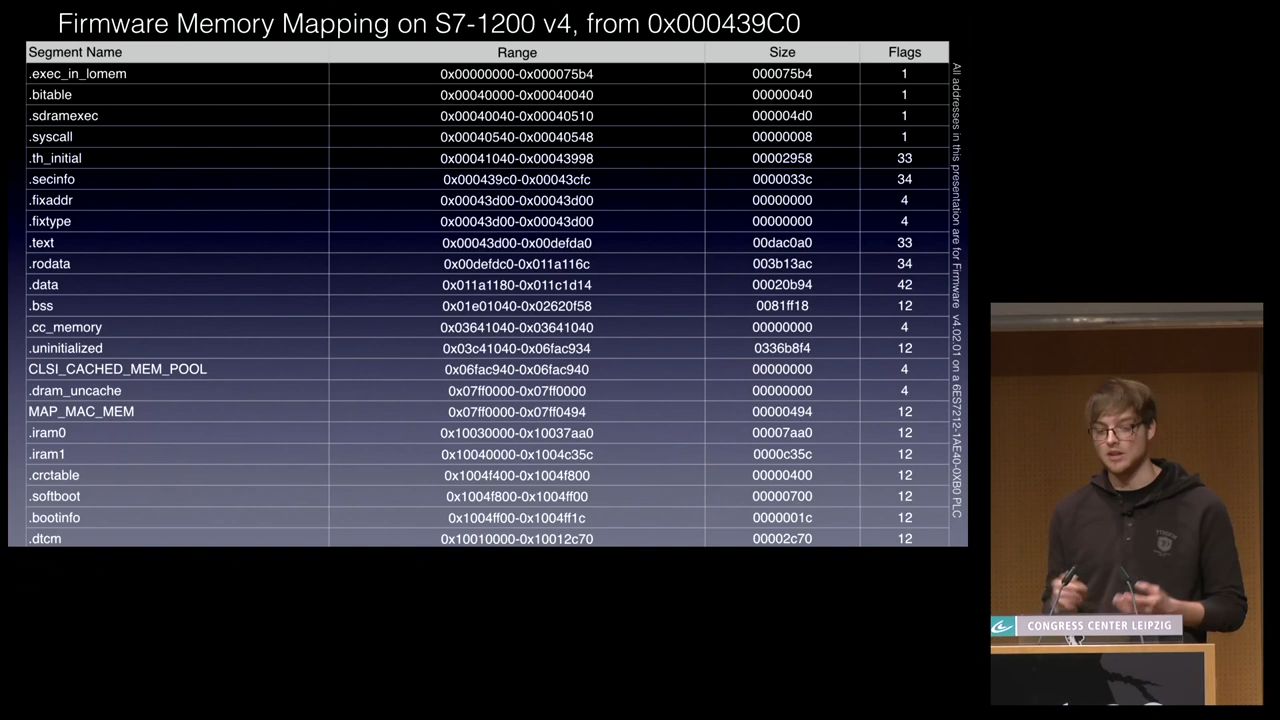 Firmware Memory Mapping on S7-1200 v4, from 0x000439C0
Segment Name Range Size Flags
.exec_in_lomem 0x00000000-0x000075b4 000075b4 1
.bitable 0x00040000-0x00040040 00000040 1
.sdramexec 0x00040040-0x00040510 000004d0 1
.syscall 0x00040540-0x00040548 00000008 1
.th_initial 0x00041040-0x00043998 00002958 33
.secinfo 0x000439c0-0x00043cfc 0000033c 34
.fixaddr 0x00043d00-0x00043d00 00000000 4
.fixtype 0x00043d00-0x00043d00 00000000 4
.text 0x00043d00-0x00defda0 00dac0a0 33
.rodata 0x00defdc0-0x011a116c 003b13ac 34
.data 0x011a1180-0x011c1d14 00020b94 42
.bss 0x01e01040-0x02620f58 0081ff18 12
.cc_memory 0x03641040-0x03641040 00000000 4
.uninitialized 0x03c41040-0x06fac934 0336b8f4 12
CLSI_CACHED_MEM_POOL 0x06fac940-0x06fac940 00000000 4
.dram_uncache 0x07ff0000-0x07ff0000 00000000 4
MAP_MAC_MEM 0x07ff0000-0x07ff0494 00000494 12
.iram0 0x10030000-0x10037aa0 00007aa0 12
.iram1 0x10040000-0x1004c35c 0000c35c 12
.crctable 0x1004f400-0x1004f800 00000400 12
.softboot 0x1004f800-0x1004ff00 00000700 12
.bootinfo 0x1004ff00-0x1004ff1c 0000001c 12
.dtcm 0x10010000-0x10012c70 00002c70 12
All addresses in this presentation are for Firmware v4.02.01 on a 6ES7212-1AE40-0XB0 PLC
CONGRESS CENTER LEIPZIG